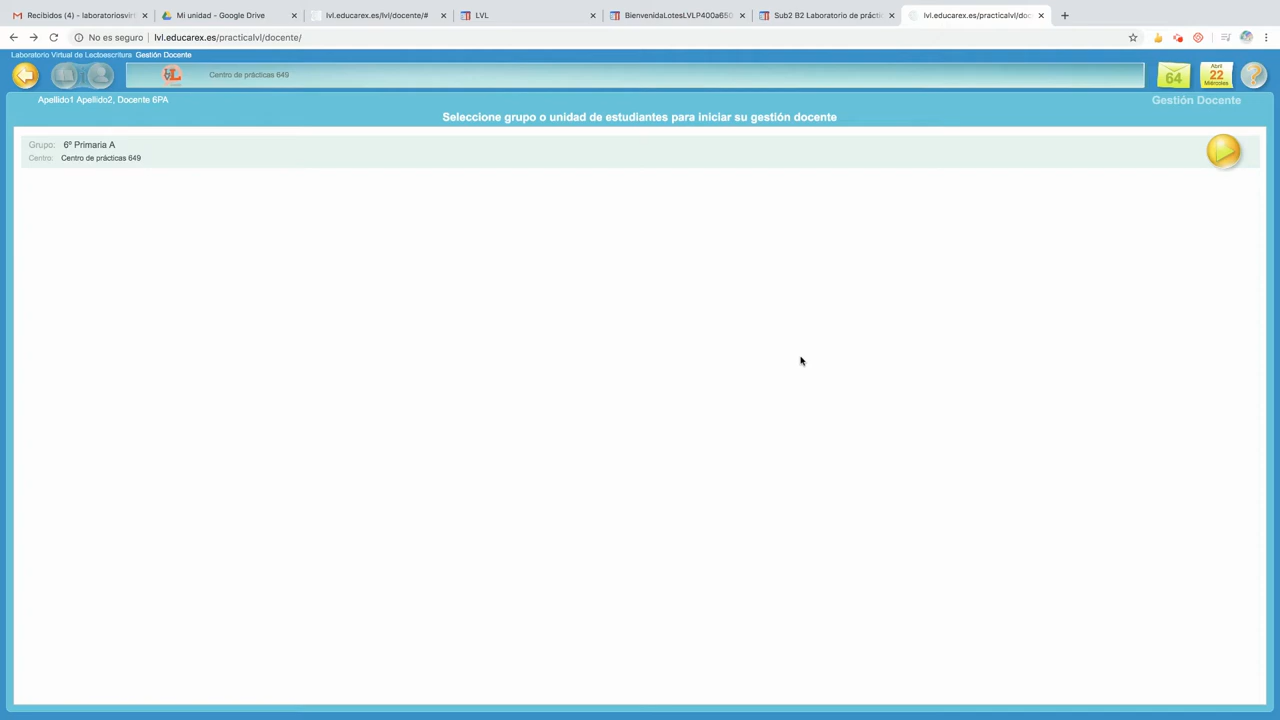 Recibidos (4) - laboratoriosvirt
Mi unidad - Google Drive
lvl.educarex.es/lvl/docente/#
LVL
BienvenidaLotesLVLP400a650
Sub2 B2 Laboratorio de prácti
lvl.educarex.es/practicalvl/doc
No es seguro
lvl.educarex.es/practicalvl/docente/
Laboratorio Virtual de Lectoescritura Gestión Docente
Centro de prácticas 649
64
Abril
22
Miércoles
?
Apellido1 Apellido2, Docente 6PA
Gestión Docente
Seleccione grupo o unidad de estudiantes para iniciar su gestión docente
Grupo: 6º Primaria A
Centro: Centro de prácticas 649